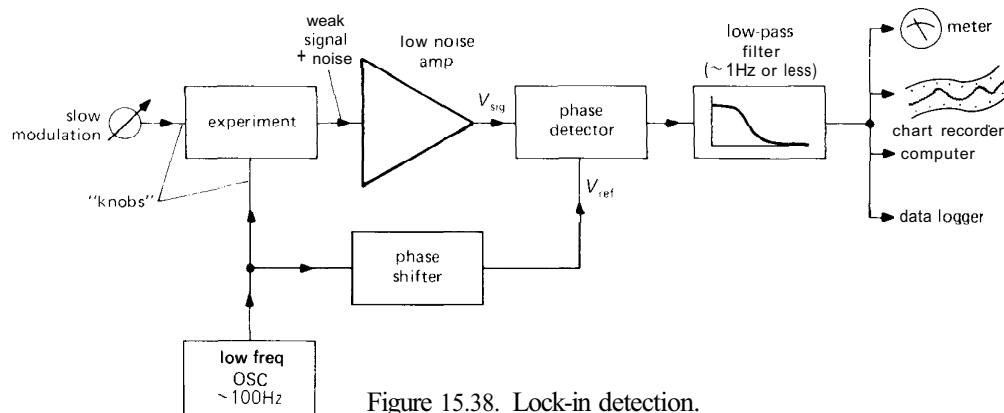 weak
signal
+ noise
low noise
amp
low-pass
filter
(~ 1Hz or less)
meter
slow
modulation
experiment
V_sig
phase
detector
chart recorder
computer
"knobs"
V_ref
data logger
phase
shifter
low freq
OSC
~100Hz
Figure 15.38. Lock-in detection.